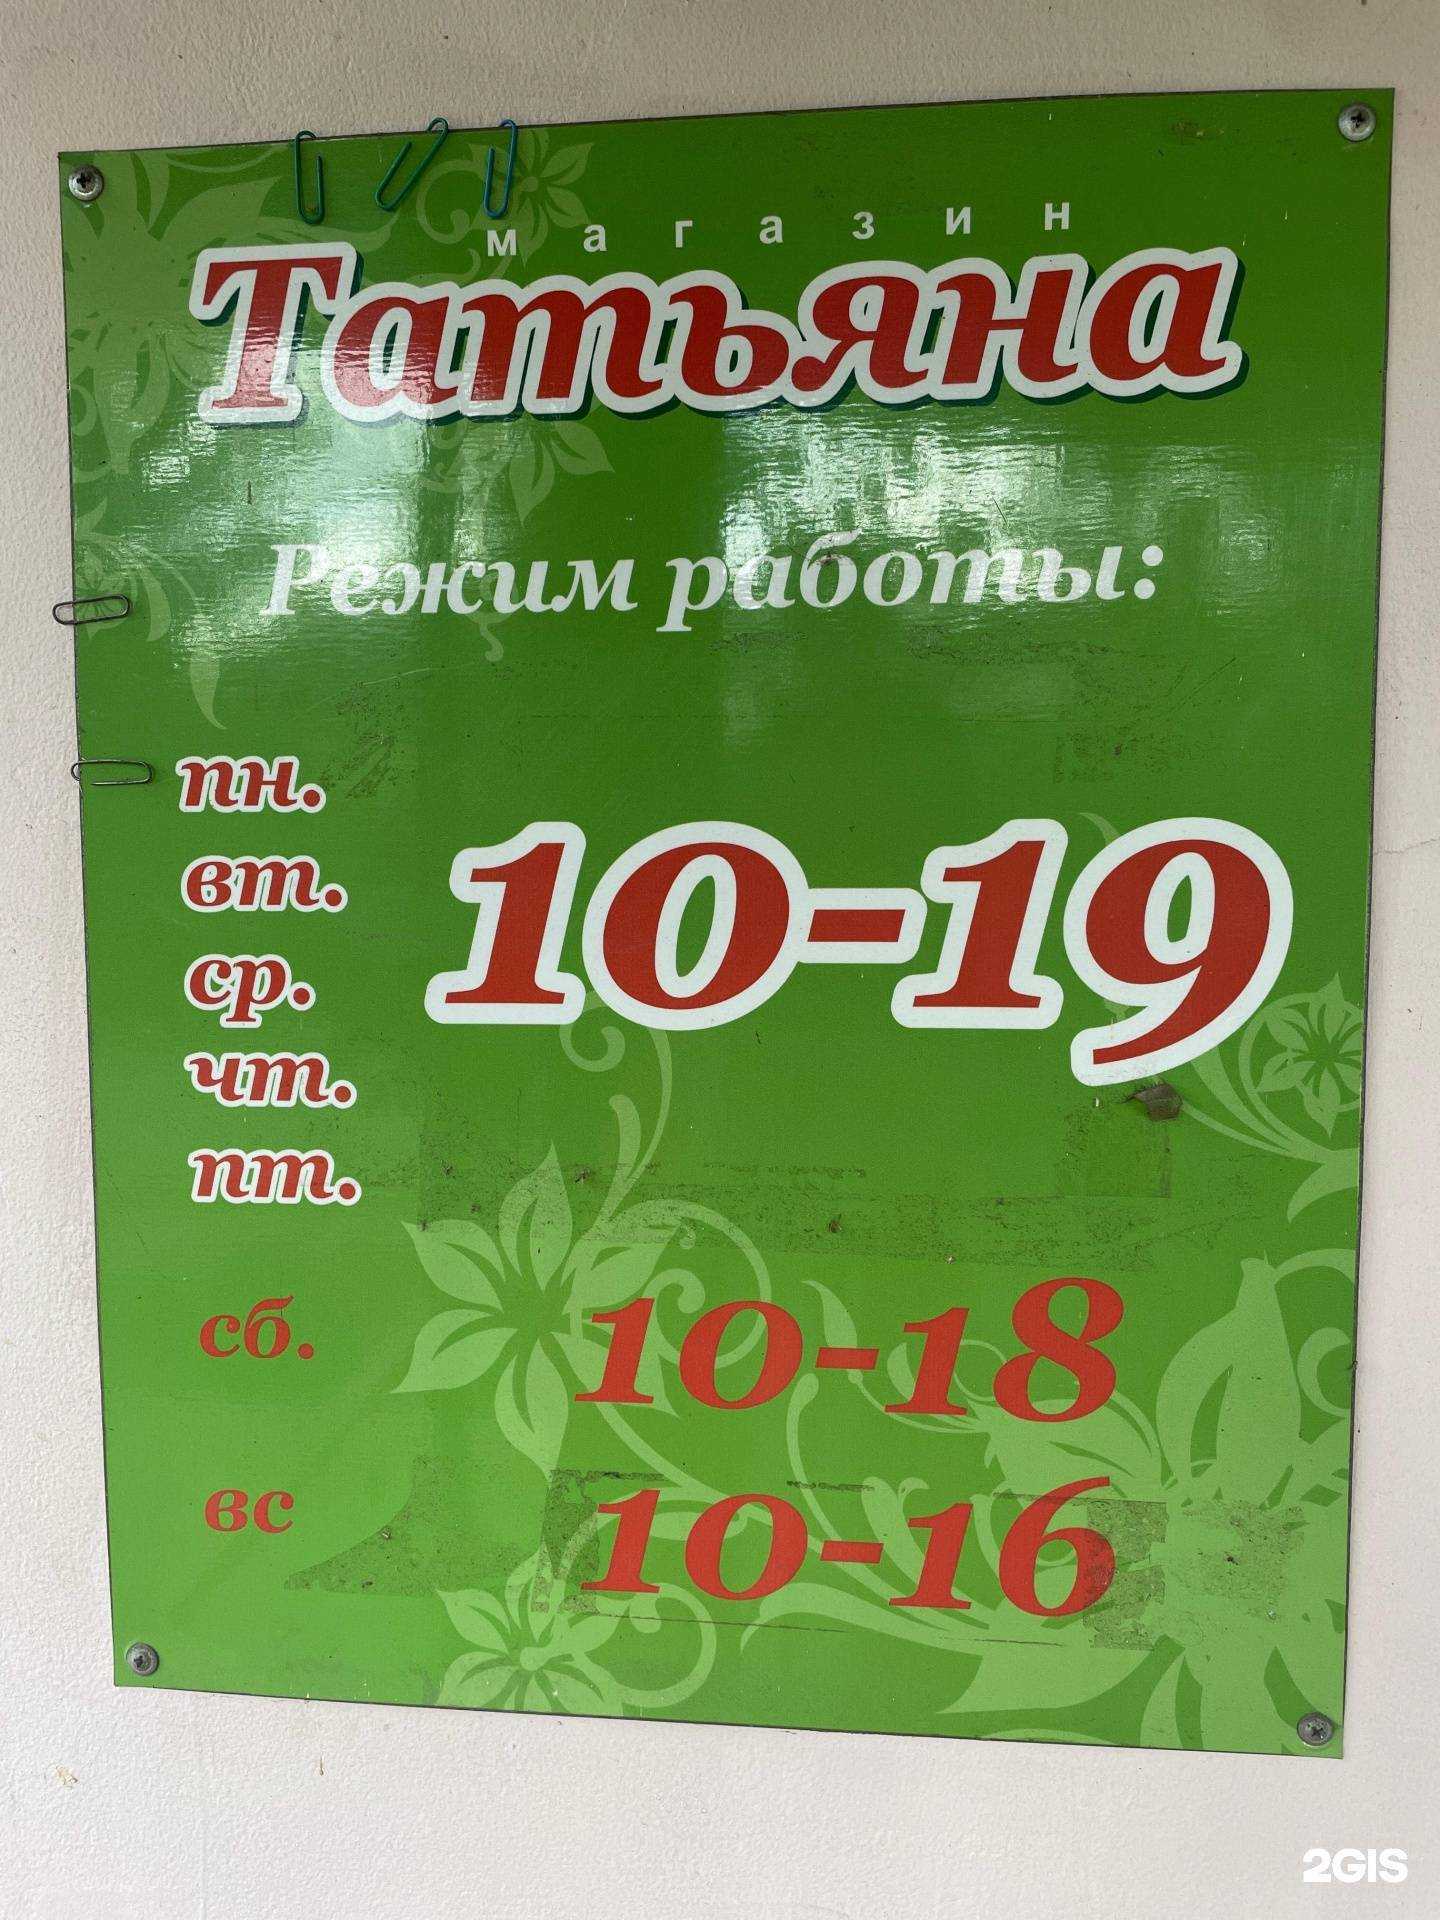 магазин
Татьяна
Режим работы:
пн.
вт.
ср.
чт.
пт.
10-19
сб. 10-18
вс 10-16
2GIS